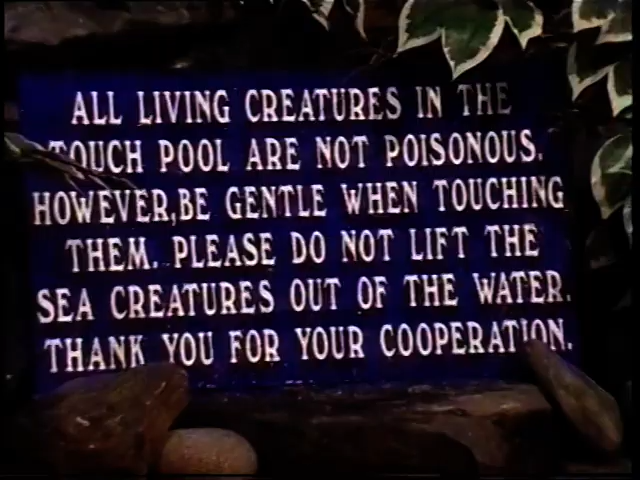 ALL LIVING CREATURES IN THE
TOUCH POOL ARE NOT POISONOUS.
HOWEVER,BE GENTLE WHEN TOUCHING
THEM. PLEASE DO NOT LIFT THE
SEA CREATURES OUT OF THE WATER.
THANK YOU FOR YOUR COOPERATION.